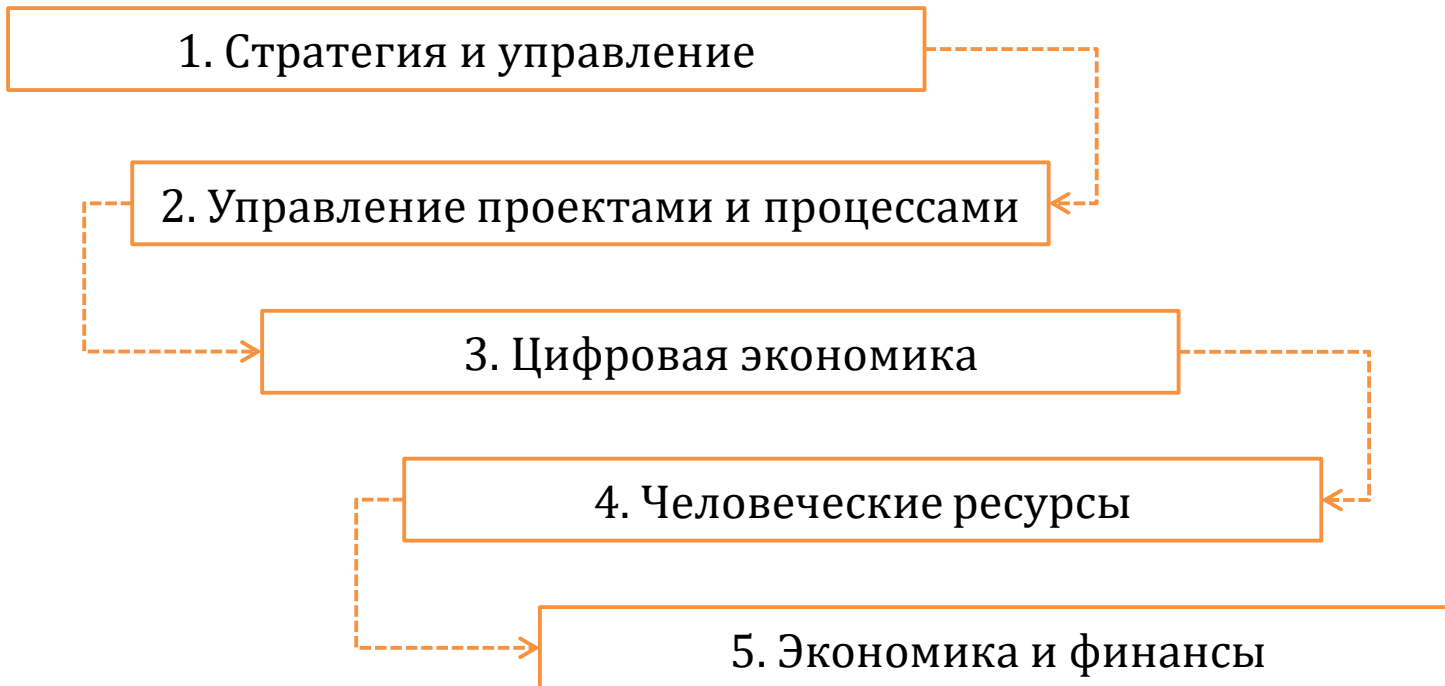 1. Стратегия и управление
2. Управление проектами и процессами
3. Цифровая экономика
4. Человеческие ресурсы
5. Экономика и финансы